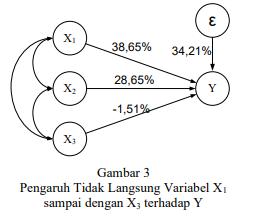 ε
X₁
38,65%
34,21%
28,65%
X₂
Y
-1,51%
X₃
Gambar 3
Pengaruh Tidak Langsung Variabel X₁
sampai dengan X₃ terhadap Y